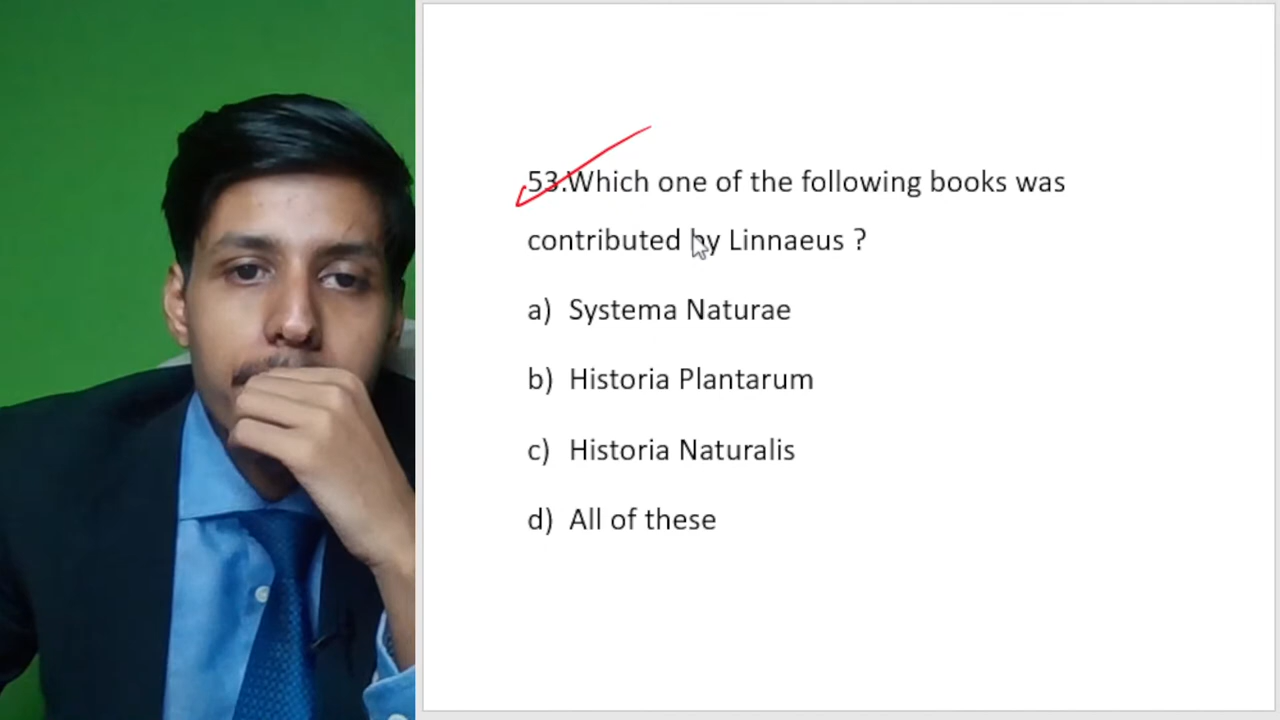 53.Which one of the following books was
contributed by Linnaeus ?
a) Systema Naturae
b) Historia Plantarum
c) Historia Naturalis
d) All of these